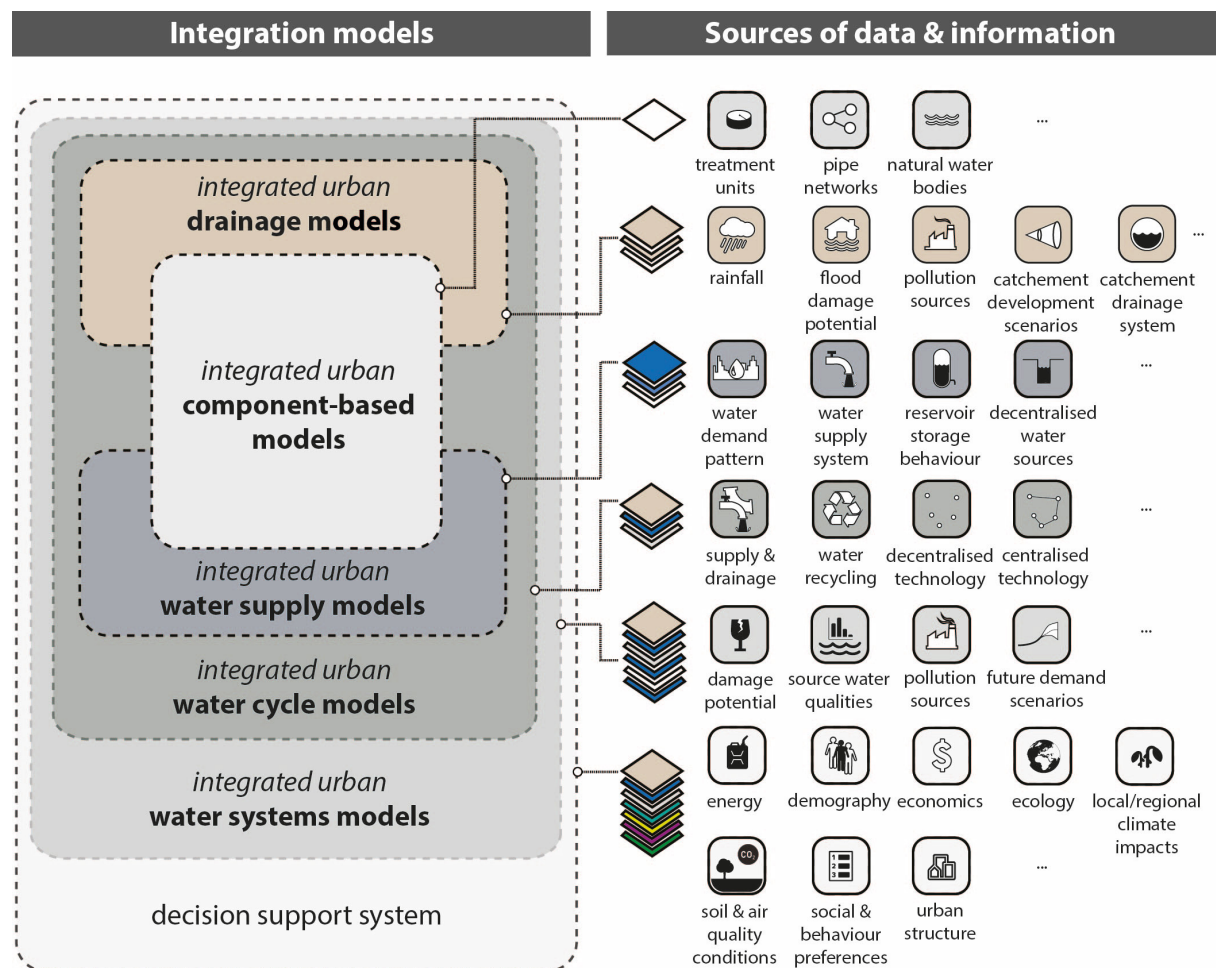 Integration models
Sources of data & information
integrated urban
drainage models
integrated urban
component-based
models
integrated urban
water supply models
integrated urban
water cycle models
integrated urban
water systems models
decision support system
treatment
units
pipe
networks
natural water
bodies
...
rainfall
flood
damage
potential
pollution
sources
catchement
development
scenarios
catchement
drainage
system
...
water
demand
pattern
water
supply
system
reservoir
storage
behaviour
decentralised
water
sources
...
supply &
drainage
water
recycling
decentralised
technology
centralised
technology
...
damage
potential
source water
qualities
pollution
sources
future demand
scenarios
...
energy
demography
$
economics
ecology
local/regional
climate
impacts
CO2
soil & air
quality
conditions
1
2
3
social &
behaviour
preferences
urban
structure
...